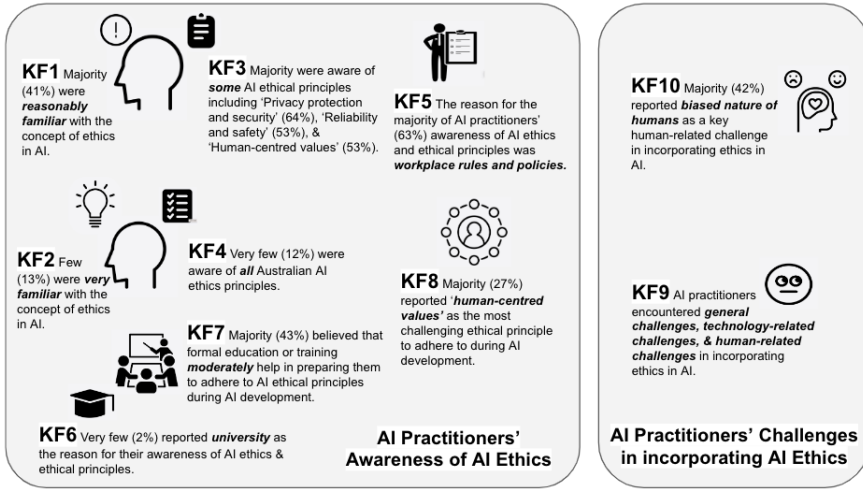 KF1 Majority
(41%) were
reasonably
familiar with the
concept of ethics
in AI.
KF3 Majority were aware of
some AI ethical principles
including ‘Privacy protection
and security’ (64%), ‘Reliability
and safety’ (53%), &
‘Human-centred values’ (53%).
KF5 The reason for the
majority of AI practitioners’
(63%) awareness of AI ethics
and ethical principles was
workplace rules and policies.
KF2 Few
(13%) were very
familiar with the
concept of ethics
in AI.
KF4 Very few (12%) were
aware of all Australian AI
ethics principles.
KF8 Majority (27%)
reported ‘human-centred
values’ as the most
challenging ethical principle
to adhere to during AI
development.
KF7 Majority (43%) believed that
formal education or training
moderately help in preparing them
to adhere to AI ethical principles
during AI development.
KF6 Very few (2%) reported university as
the reason for their awareness of AI ethics &
ethical principles.
AI Practitioners’
Awareness of AI Ethics
KF10 Majority (42%)
reported biased nature of
humans as a key
human-related challenge
in incorporating ethics in
AI.
KF9 AI practitioners
encountered general
challenges, technology-related
challenges, & human-related
challenges in incorporating
ethics in AI.
AI Practitioners’ Challenges
in incorporating AI Ethics